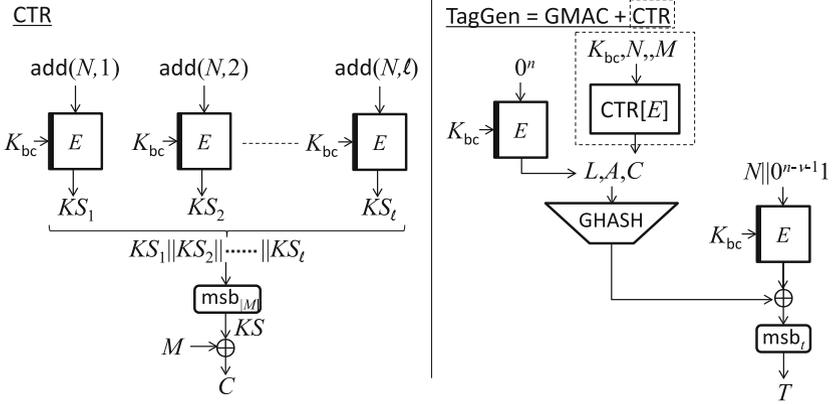 CTR
add(N,1) add(N,2) add(N,ℓ)
K_bc E K_bc E K_bc E
KS_1 KS_2 KS_ℓ
KS_1||KS_2||······||KS_ℓ
msb_|M|
KS
M
C
TagGen = GMAC + CTR
K_bc,N,,M
0^n
CTR[E]
K_bc E
L,A,C
N||0^{n-ν-1}1
GHASH
K_bc E
msb_t
T